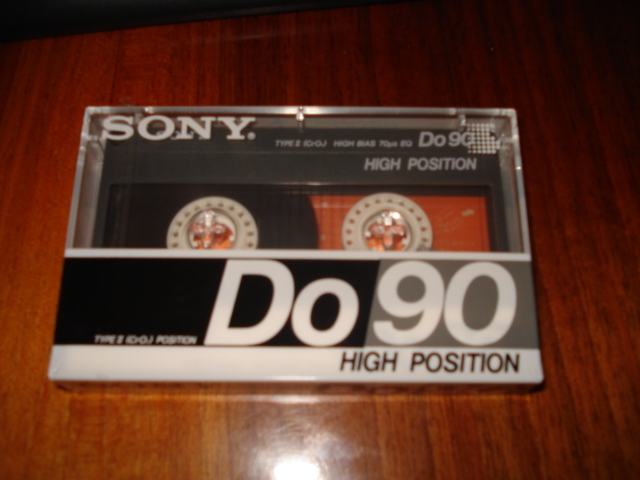 SONY®
TYPE II (CrO₂) HIGH BIAS 70μs EQ Do 90
HIGH POSITION
Do 90
TYPE II (CrO₂) POSITION
HIGH POSITION